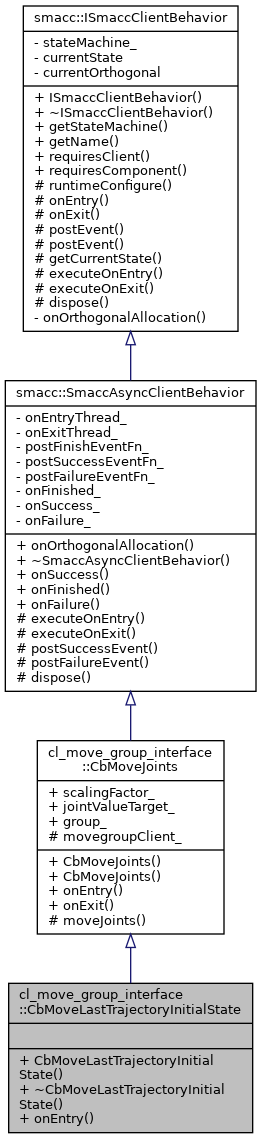 smacc::ISmaccClientBehavior
- stateMachine_
- currentState
- currentOrthogonal
+ ISmaccClientBehavior()
+ ~ISmaccClientBehavior()
+ getStateMachine()
+ getName()
+ requiresClient()
+ requiresComponent()
# runtimeConfigure()
# onEntry()
# onExit()
# postEvent()
# postEvent()
# getCurrentState()
# executeOnEntry()
# executeOnExit()
# dispose()
- onOrthogonalAllocation()
smacc::SmaccAsyncClientBehavior
- onEntryThread_
- onExitThread_
- postFinishEventFn_
- postSuccessEventFn_
- postFailureEventFn_
- onFinished_
- onSuccess_
- onFailure_
+ onOrthogonalAllocation()
+ ~SmaccAsyncClientBehavior()
+ onSuccess()
+ onFinished()
+ onFailure()
# executeOnEntry()
# executeOnExit()
# postSuccessEvent()
# postFailureEvent()
# dispose()
cl_move_group_interface
::CbMoveJoints
+ scalingFactor_
+ jointValueTarget_
+ group_
# movegroupClient_
+ CbMoveJoints()
+ CbMoveJoints()
+ onEntry()
+ onExit()
# moveJoints()
cl_move_group_interface
::CbMoveLastTrajectoryInitialState
+ CbMoveLastTrajectoryInitial
State()
+ ~CbMoveLastTrajectoryInitial
State()
+ onEntry()